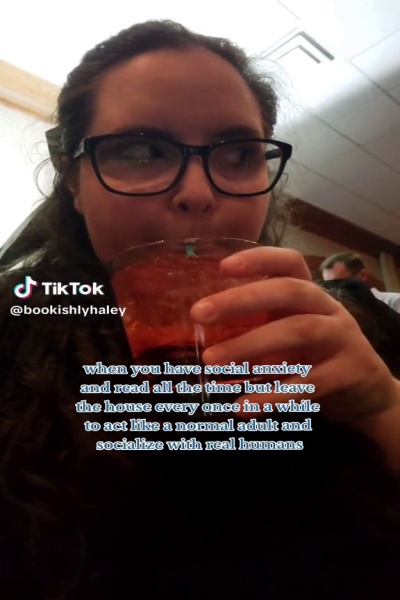 TikTok
@bookishlyhaley
when you have social anxiety
and read all the time but leave
the house every once in a while
to act like a normal adult and
socialize with real humans